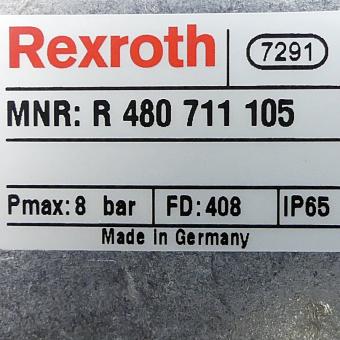 Rexroth 7291
MNR: R 480 711 105
Pmax: 8 bar FD: 408 IP65
Made in Germany